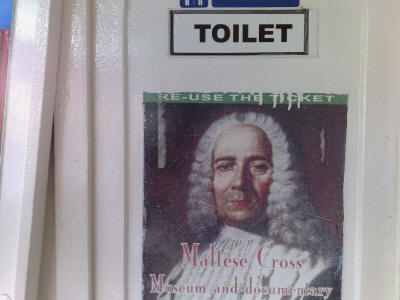 TOILET
RE-USE THE TICKET
Maltese Cross
Museum and documentary